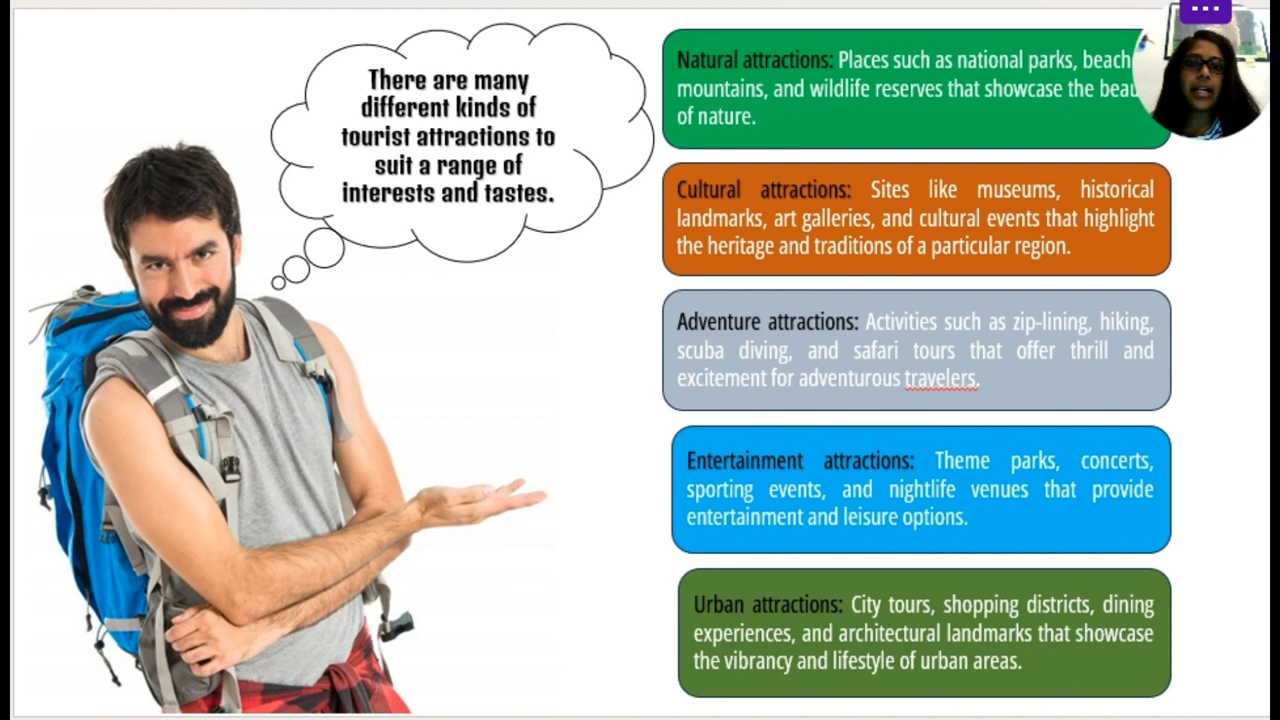 There are many
different kinds of
tourist attractions to
suit a range of
interests and tastes.
Natural attractions: Places such as national parks, beach
mountains, and wildlife reserves that showcase the beau
of nature.
Cultural attractions: Sites like museums, historical
landmarks, art galleries, and cultural events that highlight
the heritage and traditions of a particular region.
Adventure attractions: Activities such as zip-lining, hiking,
scuba diving, and safari tours that offer thrill and
excitement for adventurous travelers.
Entertainment attractions: Theme parks, concerts,
sporting events, and nightlife venues that provide
entertainment and leisure options.
Urban attractions: City tours, shopping districts, dining
experiences, and architectural landmarks that showcase
the vibrancy and lifestyle of urban areas.